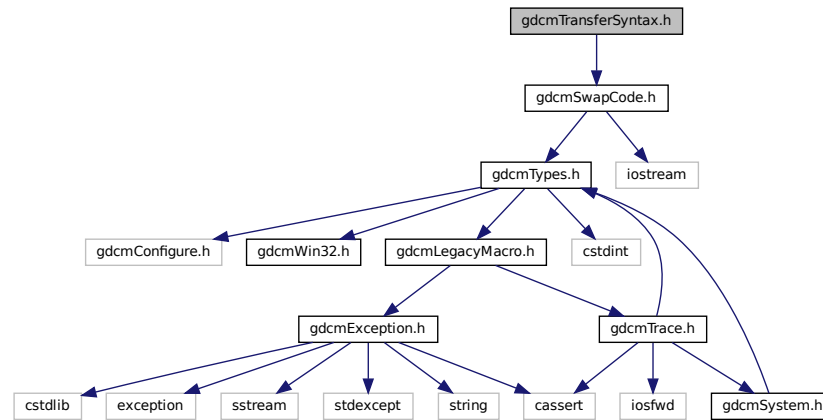 gdcmTransferSyntax.h
gdcmSwapCode.h
gdcmTypes.h
iostream
gdcmConfigure.h
gdcmWin32.h
gdcmLegacyMacro.h
cstdint
gdcmException.h
gdcmTrace.h
cstdlib
exception
sstream
stdexcept
string
cassert
iosfwd
gdcmSystem.h